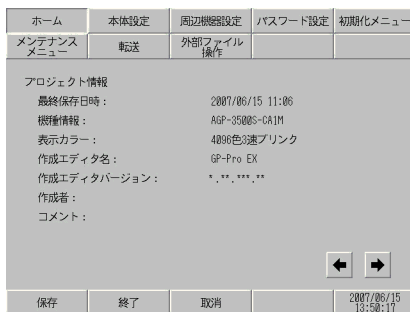 ホーム 本体設定 周辺機器設定 パスワード設定 初期化メニュー
メンテナンス
メニュー
転送
外部ファイル
操作
プロジェクト情報
最終保存日時： 2007/06/15 11:06
機種情報： AGP-3500S-CA1M
表示カラー： 4096色3速ブリンク
作成エディタ名： GP-Pro EX
作成エディタバージョン： *.**.***.**
作成者：
コメント：
保存 終了 取消
2007/06/15
13:50:17